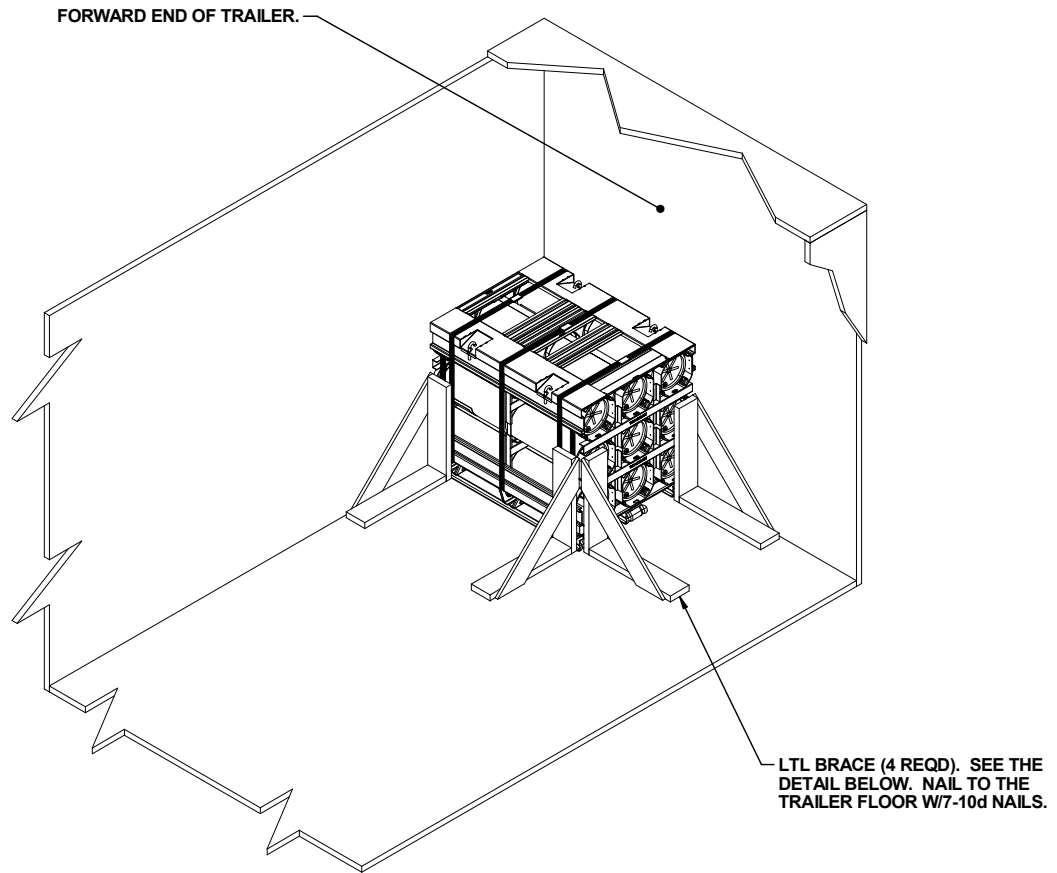 FORWARD END OF TRAILER.
LTL BRACE (4 REQD).  SEE THE
DETAIL BELOW.  NAIL TO THE
TRAILER FLOOR W/7-10d NAILS.